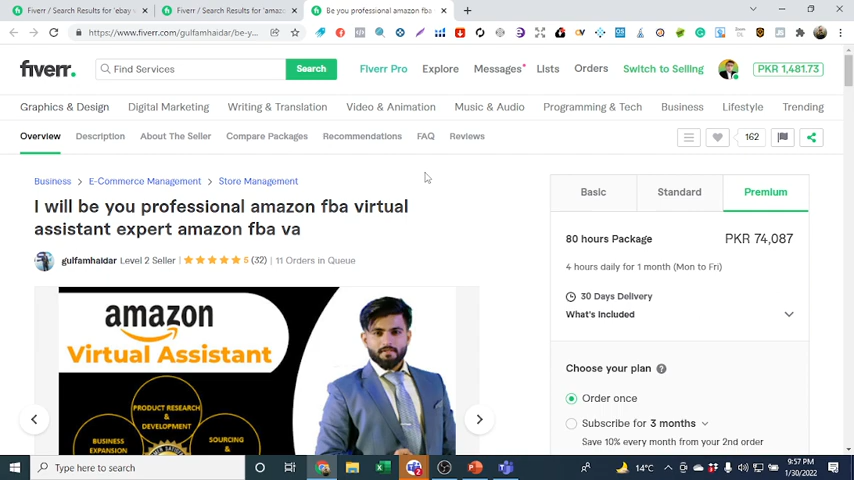 Fiverr / Search Results for 'ebay v
Fiverr / Search Results for 'amazo
Be you professional amazon fba
https://www.fiverr.com/gulfamhaidar/be-y...
fiverr.
Find Services
Search
Fiverr Pro
Explore
Messages
Lists
Orders
Switch to Selling
PKR 1,481.73
Graphics & Design
Digital Marketing
Writing & Translation
Video & Animation
Music & Audio
Programming & Tech
Business
Lifestyle
Trending
Overview
Description
About The Seller
Compare Packages
Recommendations
FAQ
Reviews
162
Business > E-Commerce Management > Store Management
I will be you professional amazon fba virtual
assistant expert amazon fba va
gulfamhaidar Level 2 Seller
5 (32)
11 Orders in Queue
amazon
Virtual Assistant
PRODUCT RESEARCH
&
DEVELOPMENT
BUSINESS
EXPANSION
SOURCING
&
Basic
Standard
Premium
80 hours Package
PKR 74,087
4 hours daily for 1 month (Mon to Fri)
30 Days Delivery
What's Included
Choose your plan
Order once
Subscribe for 3 months
Save 10% every month from your 2nd order
Type here to search
14°C
9:57 PM
1/30/2022